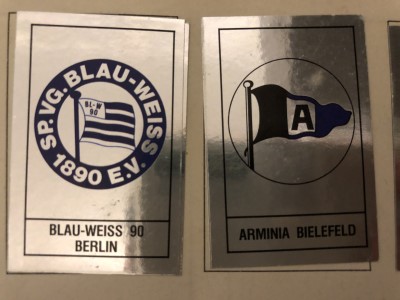 SP.VG. BLAU-WEISS
1890 E.V.
BL-W
90
BLAU-WEISS 90
BERLIN
A
ARMINIA BIELEFELD